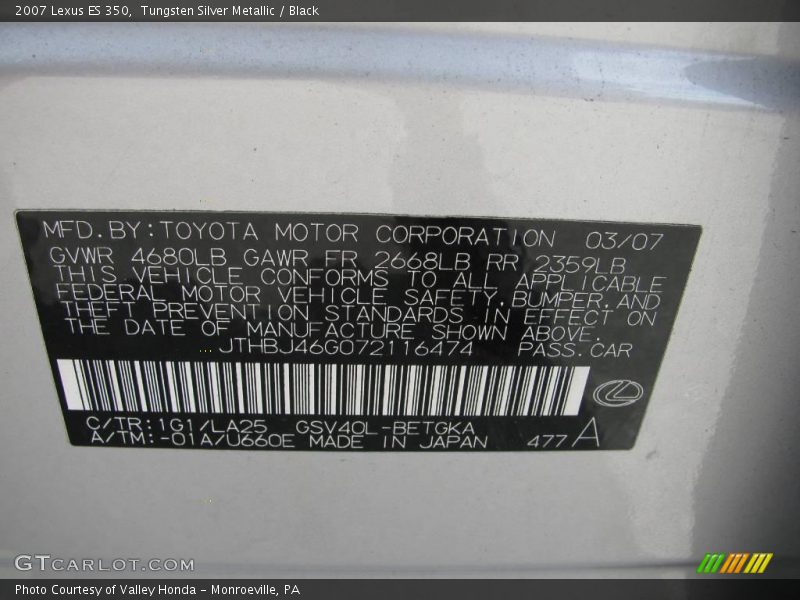 2007 Lexus ES 350,  Tungsten Silver Metallic / Black
MFD.BY:TOYOTA MOTOR CORPORATION 03/07
GVWR 4680LB GAWR FR 2668LB RR 2359LB
THIS VEHICLE CONFORMS TO ALL APPLICABLE
FEDERAL MOTOR VEHICLE SAFETY,BUMPER,AND
THEFT PREVENTION STANDARDS IN EFFECT ON
THE DATE OF MANUFACTURE SHOWN ABOVE.
JTHBJ46G072116474 PASS.CAR
C/TR:1G1/LA25 GSV40L-BETGKA
A/TM:-01A/U660E MADE IN JAPAN 477A
GTCARLOT.COM
Photo Courtesy of Valley Honda – Monroeville, PA